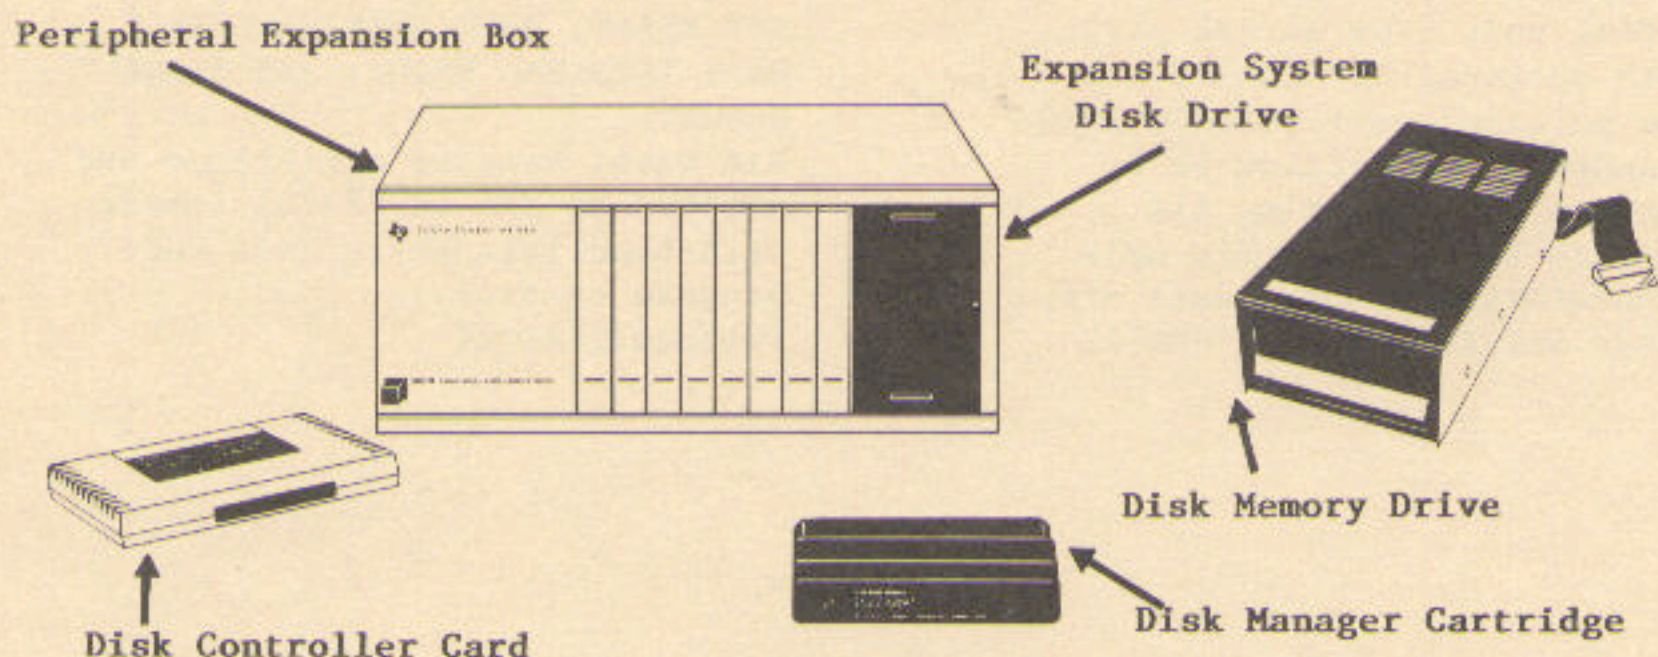 Peripheral Expansion Box
Expansion System
Disk Drive
Disk Memory Drive
Disk Manager Cartridge
Disk Controller Card